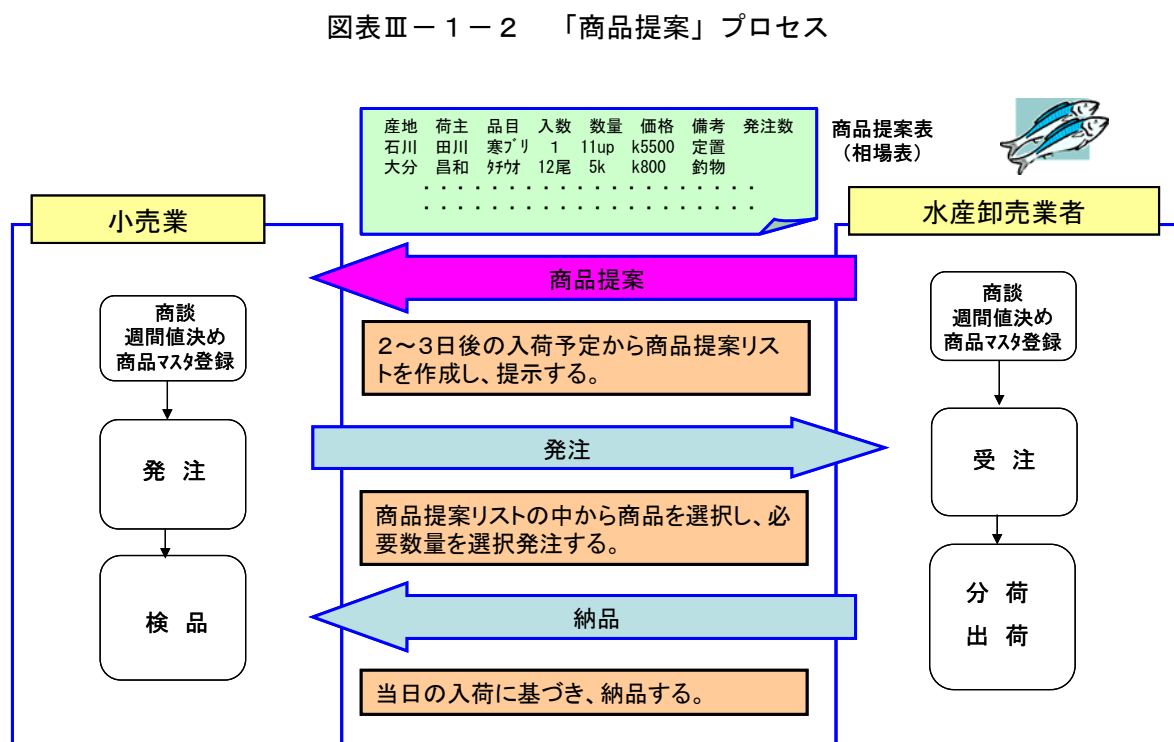 図表Ⅲ－１－２　「商品提案」プロセス
産地 荷主 品目 入数 数量 価格 備考 発注数
石川 田川 寒ﾌﾞﾘ 1 11up k5500 定置
大分 昌和 ﾀﾁｳｵ 12尾 5k k800 釣物
・・・・・・・・・・・・・・・・・・・・
・・・・・・・・・・・・・・・・・・・・
商品提案表
（相場表）
小売業
水産卸売業者
商品提案
商談
週間値決め
商品ﾏｽﾀ登録
２～３日後の入荷予定から商品提案リス
トを作成し、提示する。
商談
週間値決め
商品ﾏｽﾀ登録
発 注
発注
受 注
商品提案リストの中から商品を選択し、必
要数量を選択発注する。
検 品
納品
分 荷
出 荷
当日の入荷に基づき、納品する。